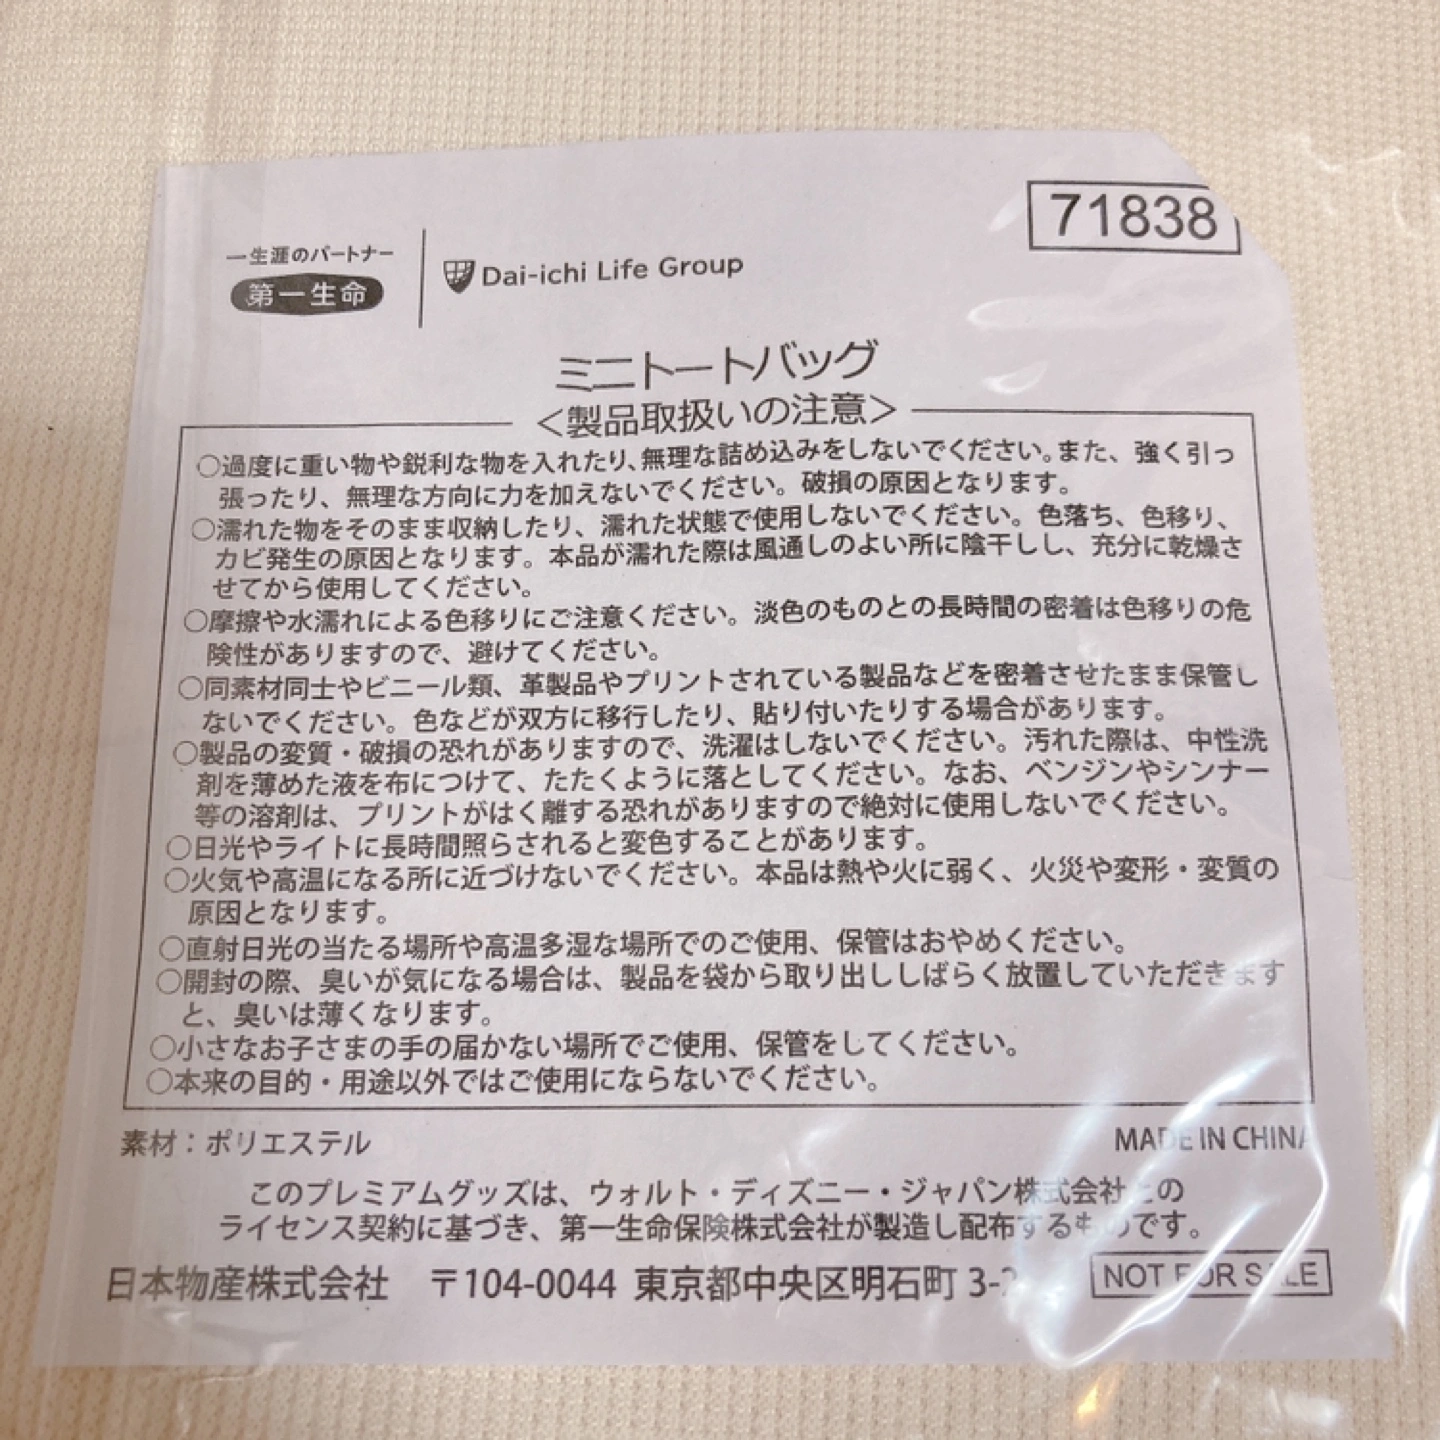 71838
一生涯のパートナー
第一生命
Dai-ichi Life Group
ミニトートバッグ
＜製品取扱いの注意＞
○過度に重い物や鋭利な物を入れたり、無理な詰め込みをしないでください。また、強く引っ
張ったり、無理な方向に力を加えないでください。破損の原因となります。
○濡れた物をそのまま収納したり、濡れた状態で使用しないでください。色落ち、色移り、
カビ発生の原因となります。本品が濡れた際は風通しのよい所に陰干しし、充分に乾燥さ
せてから使用してください。
○摩擦や水濡れによる色移りにご注意ください。淡色のものとの長時間の密着は色移りの危
険性がありますので、避けてください。
○同素材同士やビニール類、革製品やプリントされている製品などを密着させたまま保管し
ないでください。色などが双方に移行したり、貼り付いたりする場合があります。
○製品の変質・破損の恐れがありますので、洗濯はしないでください。汚れた際は、中性洗
剤を薄めた液を布につけて、たたくように落としてください。なお、ベンジンやシンナー
等の溶剤は、プリントがはく離する恐れがありますので絶対に使用しないでください。
○日光やライトに長時間照らされると変色することがあります。
○火気や高温になる所に近づけないでください。本品は熱や火に弱く、火災や変形・変質の
原因となります。
○直射日光の当たる場所や高温多湿な場所でのご使用、保管はおやめください。
○開封の際、臭いが気になる場合は、製品を袋から取り出ししばらく放置していただきます
と、臭いは薄くなります。
○小さなお子さまの手の届かない場所でご使用、保管をしてください。
○本来の目的・用途以外ではご使用にならないでください。
素材：ポリエステル
MADE IN CHINA
このプレミアムグッズは、ウォルト・ディズニー・ジャパン株式会社との
ライセンス契約に基づき、第一生命保険株式会社が製造し配布するものです。
日本物産株式会社 〒104-0044 東京都中央区明石町 3-
NOT FOR SALE